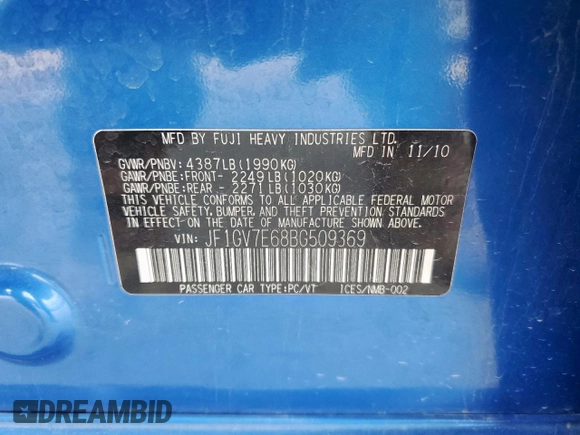 MFD BY FUJI HEAVY INDUSTRIES LTD.
MFD IN 11/10
GVWR/PNBV: 4387LB(1990KG)
GAWR/PNBE:FRONT- 2249LB(1020KG)
GAWR/PNBE:REAR - 2271LB(1030KG)
THIS VEHICLE CONFORMS TO ALL APPLICABLE FEDERAL MOTOR
VEHICLE SAFETY, BUMPER, AND THEFT PREVENTION STANDARDS
IN EFFECT ON THE DATE OF MANUFACTURE SHOWN ABOVE.
VIN: JF1GV7E68BG509369
PASSENGER CAR TYPE:PC/VT ICES/NMB-002
DREAMBID